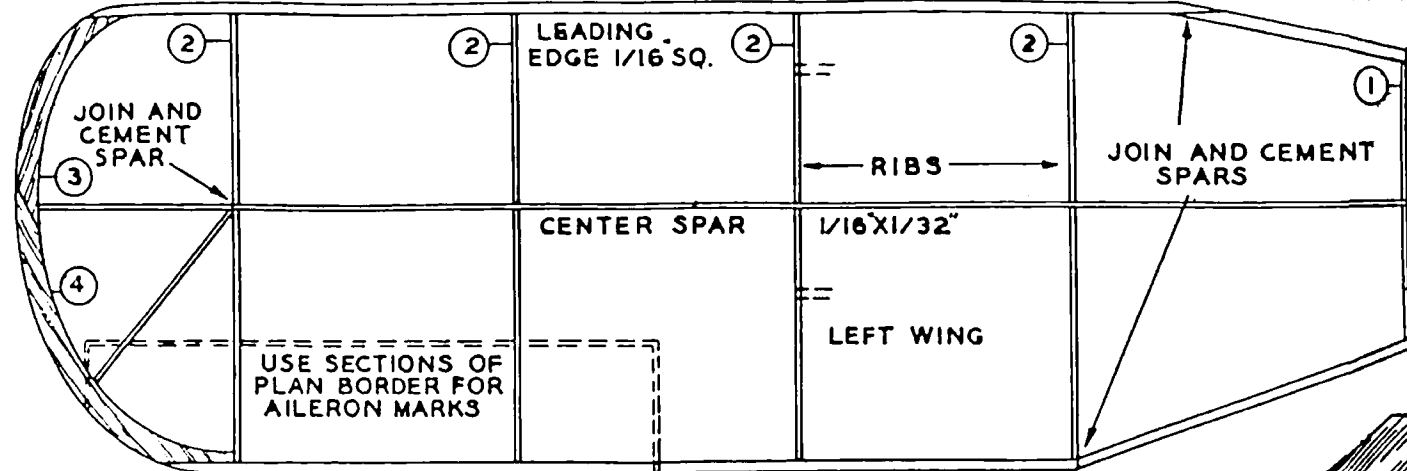 2
2
LEADING
EDGE 1/16" SQ.
2
2
1
JOIN AND
CEMENT
SPAR
3
RIBS
JOIN AND CEMENT
SPARS
CENTER SPAR
1/16"X1/32"
4
LEFT WING
USE SECTIONS OF
PLAN BORDER FOR
AILERON MARKS